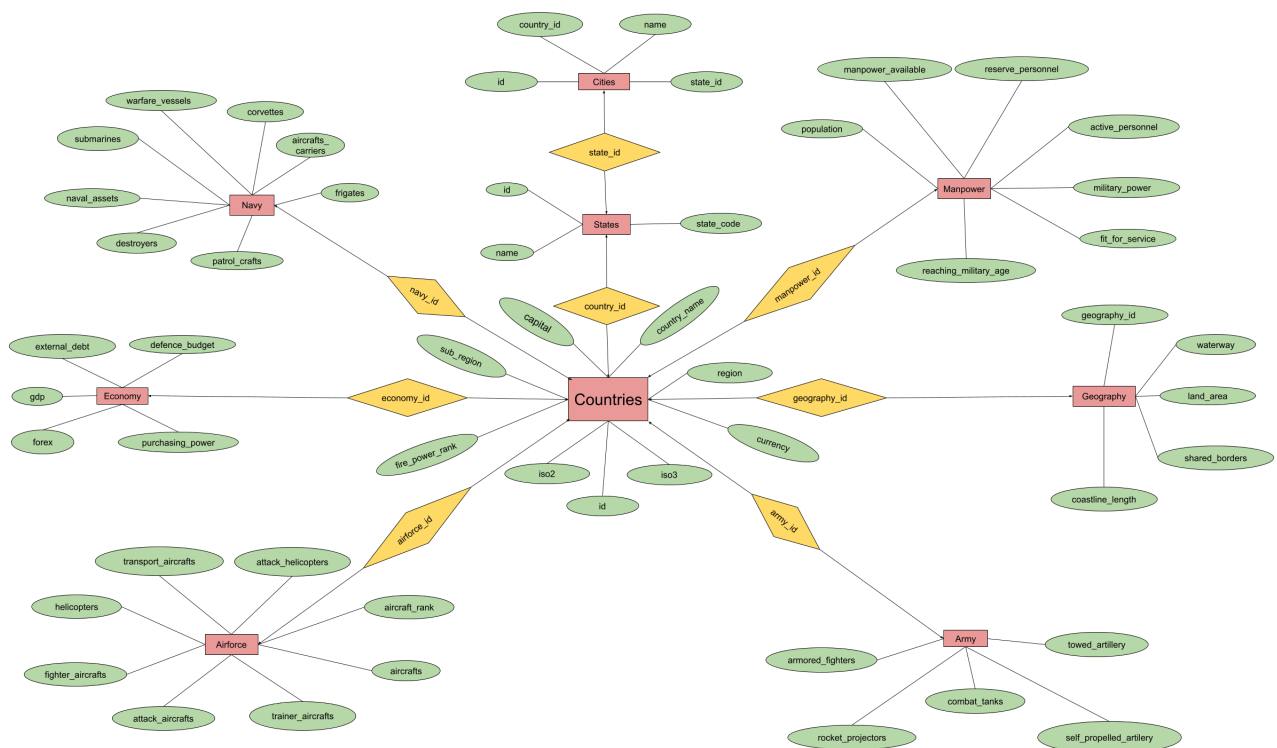 country_id
name
id
Cities
state_id
state_id
id
States
state_code
name
country_id
warfare_vessels
corvettes
submarines
aircrafts_
carriers
naval_assets
Navy
frigates
destroyers
patrol_crafts
navy_id
manpower_available
reserve_personnel
population
active_personnel
Manpower
military_power
fit_for_service
reaching_military_age
manpower_id
capital
country_name
sub_region
region
Countries
fire_power_rank
currency
iso2
iso3
id
external_debt
defence_budget
gdp
Economy
economy_id
forex
purchasing_power
geography_id
geography_id
waterway
Geography
land_area
shared_borders
coastline_length
airforce_id
transport_aircrafts
attack_helicopters
helicopters
aircraft_rank
Airforce
fighter_aircrafts
aircrafts
attack_aircrafts
trainer_aircrafts
army_id
Army
towed_artillery
armored_fighters
combat_tanks
rocket_projectors
self_propelled_artilery